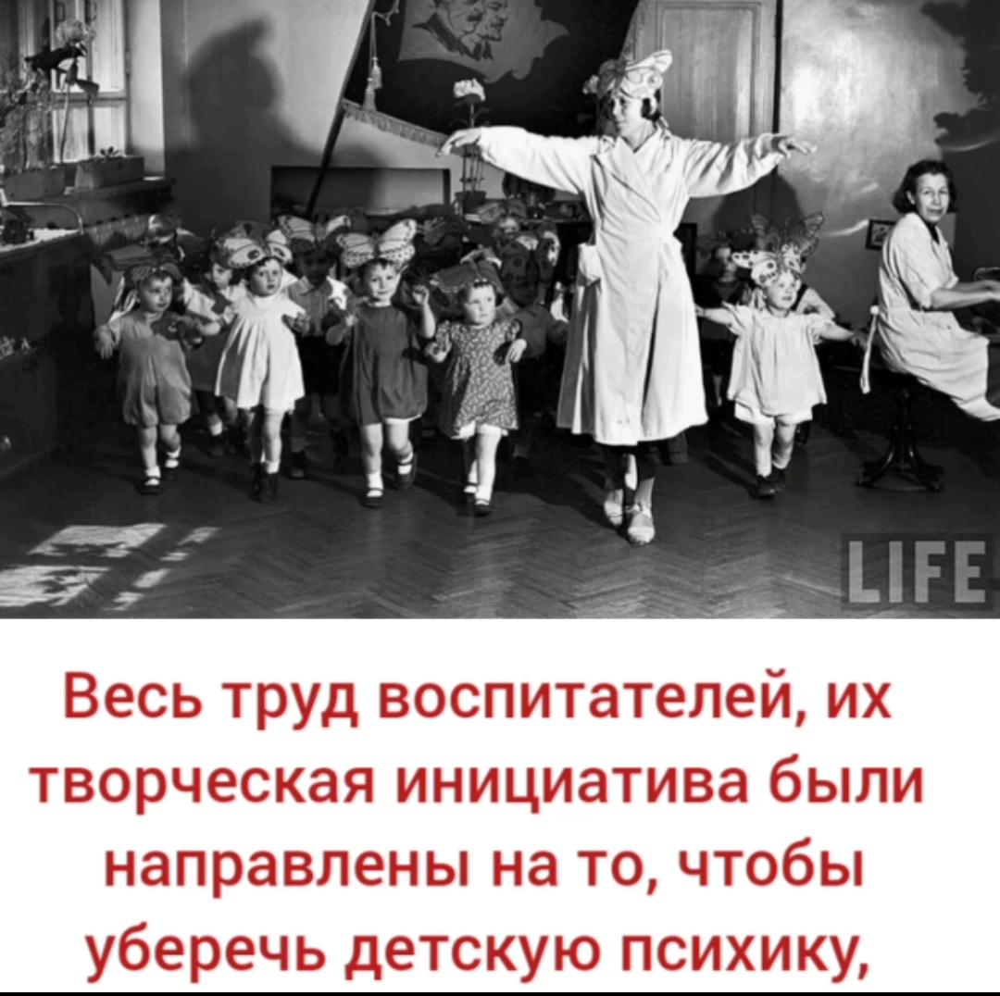 LIFE
Весь труд воспитателей, их
творческая инициатива были
направлены на то, чтобы
уберечь детскую психику,